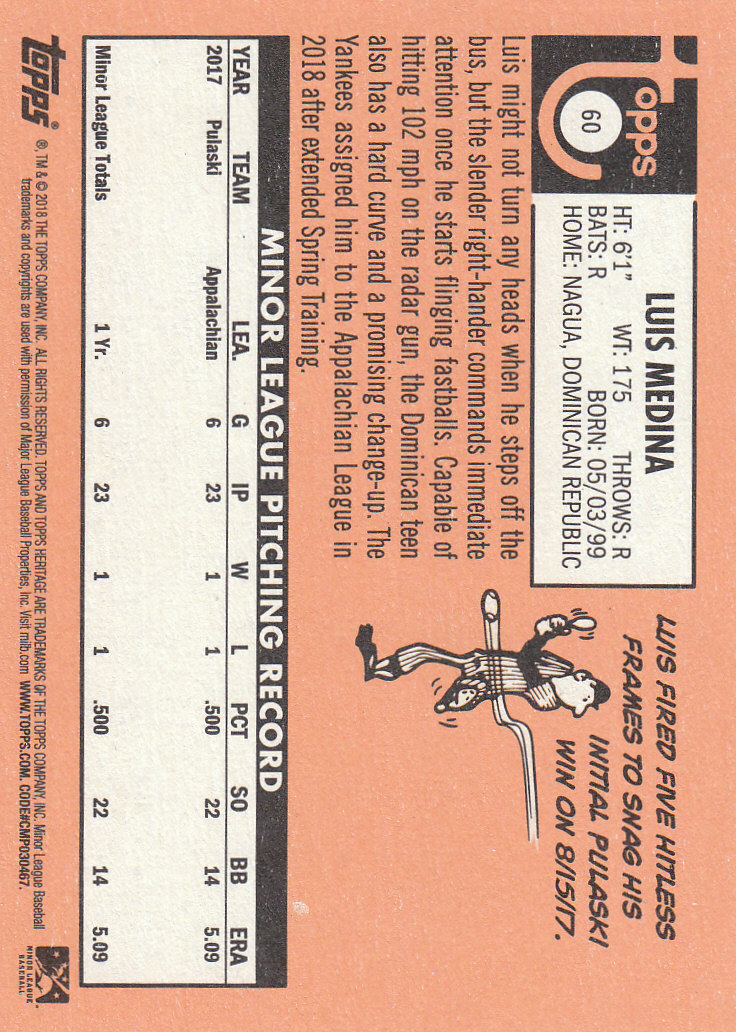 topps
60
LUIS MEDINA
HT: 6'1" WT: 175 THROWS: R
BATS: R BORN: 05/03/99
HOME: NAGUA, DOMINICAN REPUBLIC
LUIS FIRED FIVE HITLESS
FRAMES TO SNAG HIS
INITIAL PULASKI
WIN ON 8/15/17.
Luis might not turn any heads when he steps off the
bus, but the slender right-hander commands immediate
attention once he starts flinging fastballs. Capable of
hitting 102 mph on the radar gun, the Dominican teen
also has a hard curve and a promising change-up. The
Yankees assigned him to the Appalachian League in
2018 after extended Spring Training.
MINOR LEAGUE PITCHING RECORD
YEAR TEAM LEA. G IP W L PCT SO BB ERA
2017 Pulaski Appalachian 6 23 1 1 .500 22 14 5.09
Minor League Totals 1 Yr. 6 23 1 1 .500 22 14 5.09
topps®
®, TM & © 2018 THE TOPPS COMPANY, INC. ALL RIGHTS RESERVED. TOPPS AND TOPPS HERITAGE ARE TRADEMARKS OF THE TOPPS COMPANY, INC. Minor League Baseball
trademarks and copyrights are used with permission of Major League Baseball Properties, Inc. Visit milb.com WWW.TOPPS.COM. CODE#CMP030467.
MINOR LEAGUE
BASEBALL